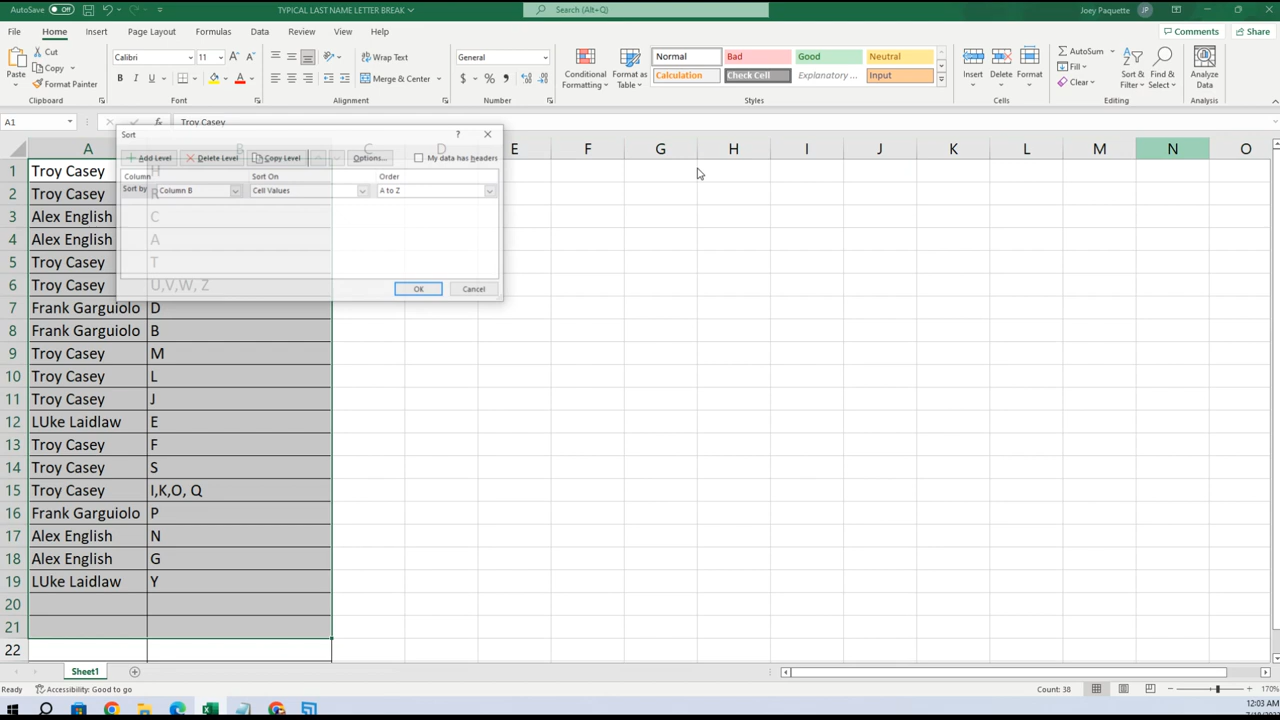 AutoSave Off TYPICAL LAST NAME LETTER BREAK Search (Alt+Q) Joey Paquette JP
File Home Insert Page Layout Formulas Data Review View Help Comments Share
Paste Cut Copy Format Painter Clipboard
Calibri 11 B I U A Font
Wrap Text Merge & Center Alignment
General $ % , Number
Conditional Formatting Format as Table
Normal Bad Good Neutral
Calculation Check Cell Explanatory ... Input
Styles
Insert Delete Format Cells
AutoSum Fill Clear Sort & Filter Find & Select Editing
Analyze Data Analysis
A1 fx Troy Casey
A B C D E F G H I J K L M N O
Sort ? ×
Add Level Delete Level Copy Level Options... My data has headers
Column Sort On Order
Sort by Column B Cell Values A to Z
OK Cancel
1 Troy Casey H
2 Troy Casey R
3 Alex English C
4 Alex English A
5 Troy Casey T
6 Troy Casey U,V,W, Z
7 Frank Garguiolo D
8 Frank Garguiolo B
9 Troy Casey M
10 Troy Casey L
11 Troy Casey J
12 LUke Laidlaw E
13 Troy Casey F
14 Troy Casey S
15 Troy Casey I,K,O, Q
16 Frank Garguiolo P
17 Alex English N
18 Alex English G
19 LUke Laidlaw Y
20
21
22
Sheet1
Ready Accessibility: Good to go Count: 38 170%
12:03 AM